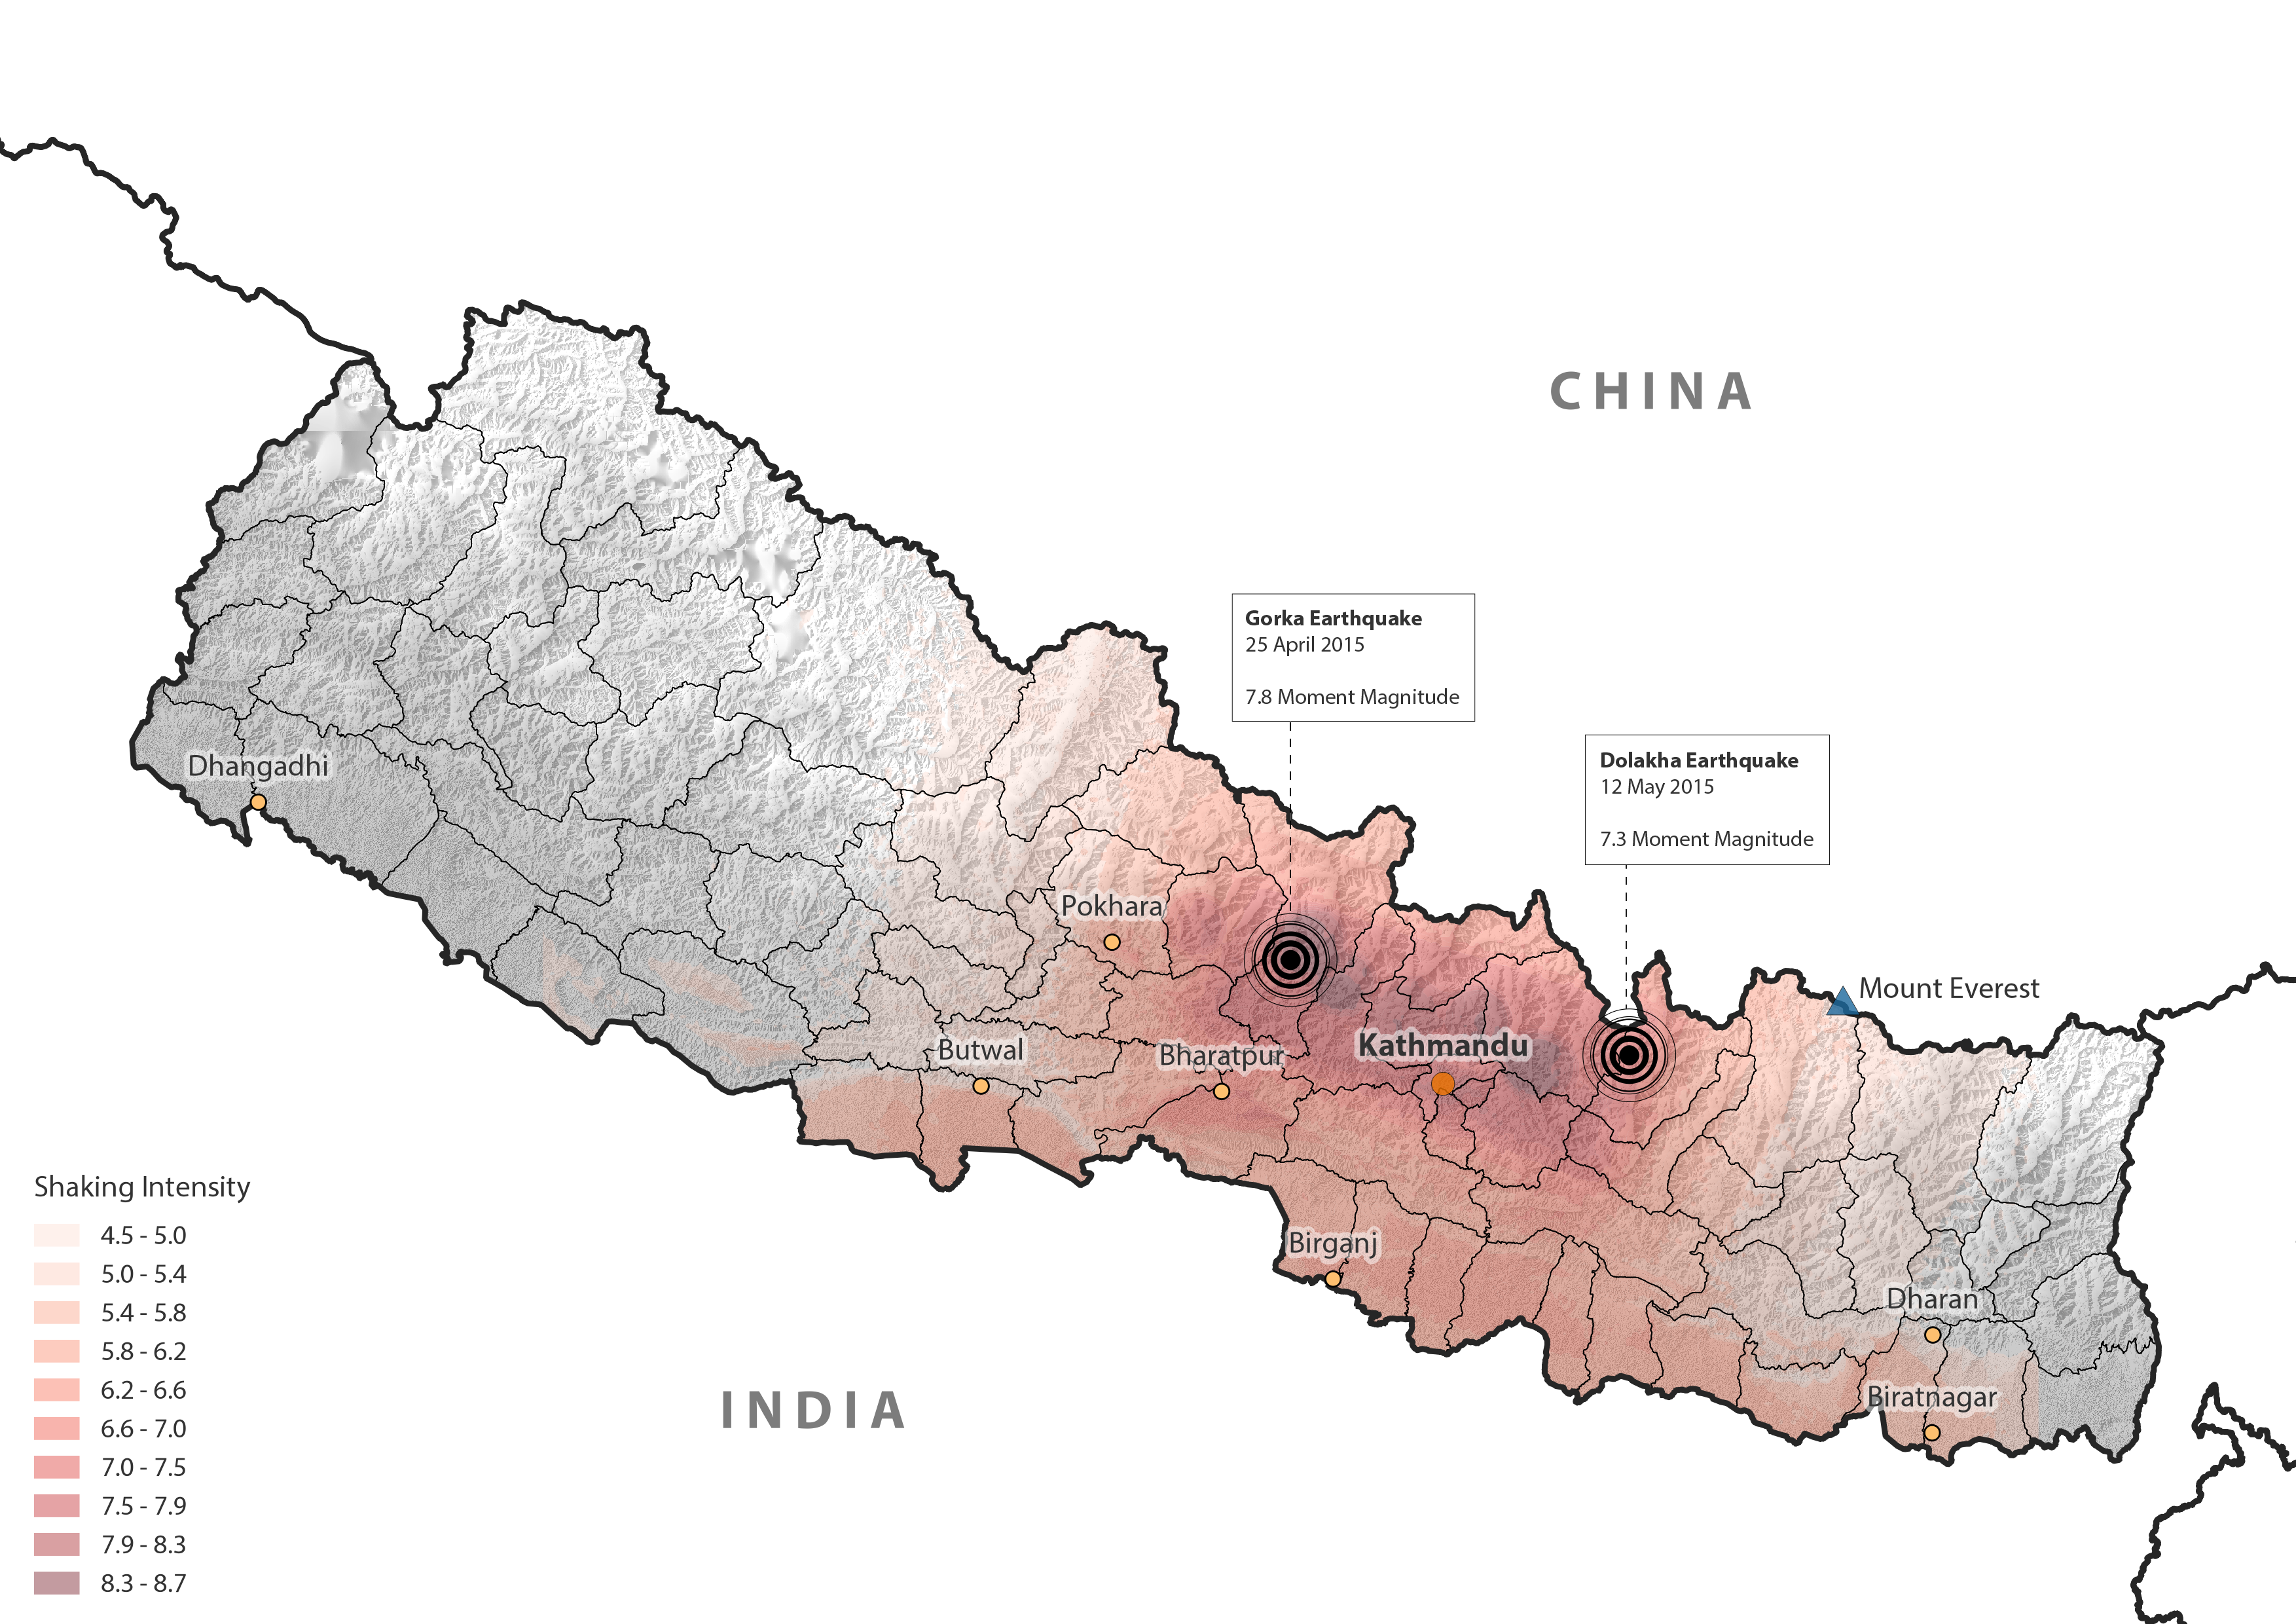 CHINA
Gorka Earthquake
25 April 2015
7.8 Moment Magnitude
Dolakha Earthquake
12 May 2015
7.3 Moment Magnitude
Dhangadhi
Pokhara
Mount Everest
Kathmandu
Butwal
Bharatpur
Birganj
Dharan
Biratnagar
INDIA
Shaking Intensity
4.5 - 5.0
5.0 - 5.4
5.4 - 5.8
5.8 - 6.2
6.2 - 6.6
6.6 - 7.0
7.0 - 7.5
7.5 - 7.9
7.9 - 8.3
8.3 - 8.7